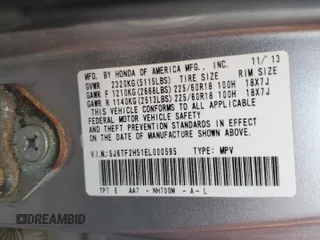 MFD. BY HONDA OF AMERICA MFG., INC. 11/'13
GVWR 2320KG(5115LBS) TIRE SIZE RIM SIZE
GAWR F 1210KG(2668LBS) 225/60R18 100H 18X7J
GAWR R 1140KG(2513LBS) 225/60R18 100H 18X7J
THIS VEHICLE CONFORMS TO ALL APPLICABLE
FEDERAL MOTOR VEHICLE SAFETY STANDARDS IN EFFECT
ON THE DATE OF MANUFACTURE SHOWN ABOVE.
V.I.N: 5J6TF2H51EL000585 TYPE: MPV
TPT E AA7 - NH700M - A - L
DREAMBID